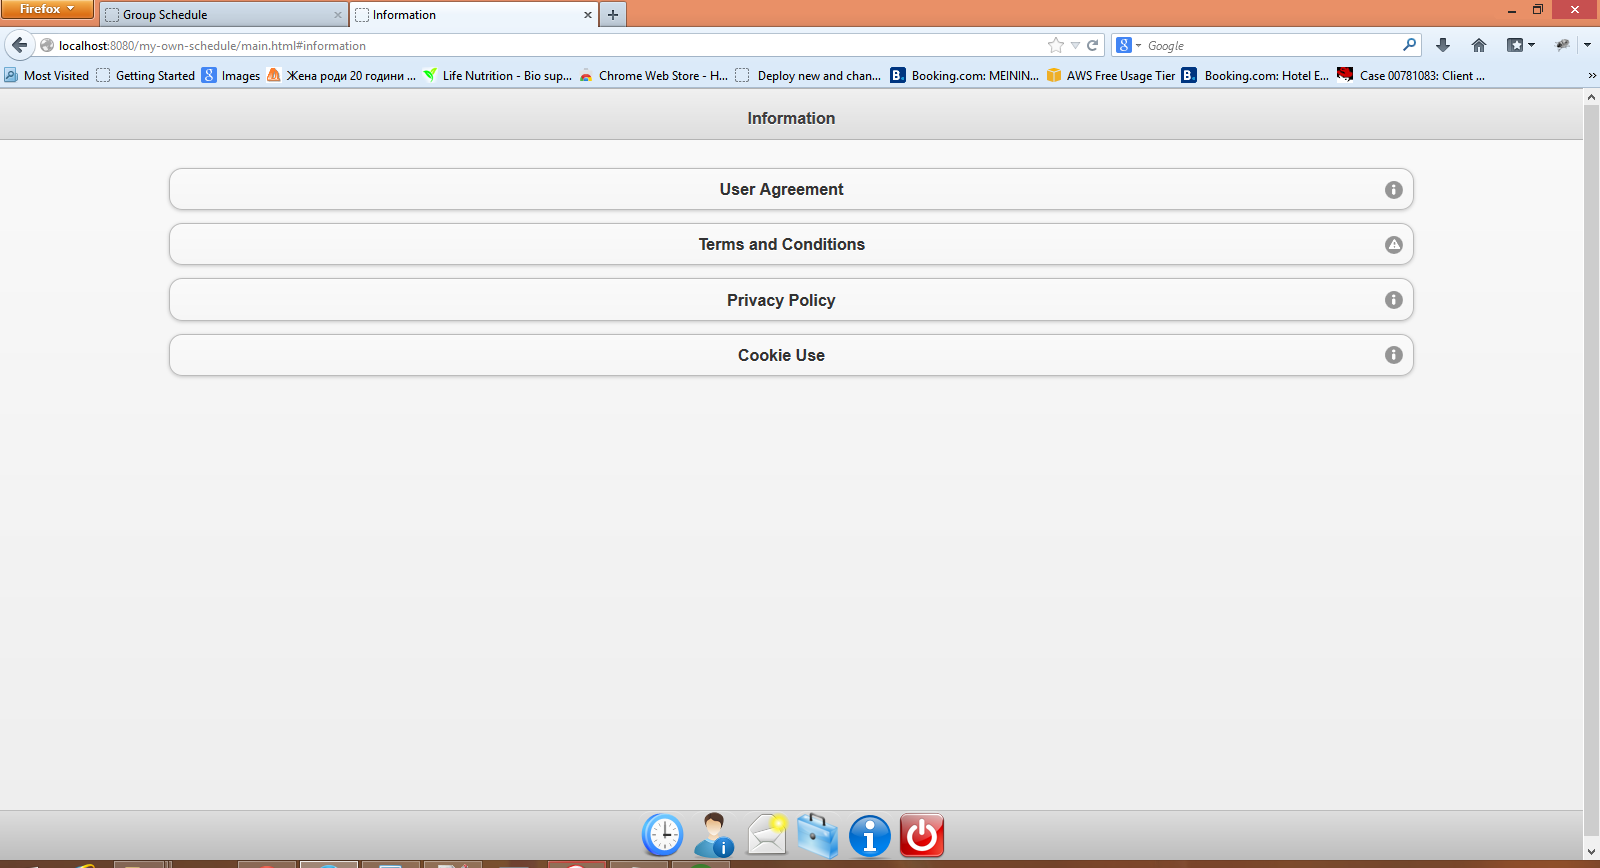 Firefox
Group Schedule
Information
localhost:8080/my-own-schedule/main.html#information
Google
Most Visited
Getting Started
Images
Жена роди 20 години ...
Life Nutrition - Bio sup...
Chrome Web Store - H...
Deploy new and chan...
B. Booking.com: MEININ...
AWS Free Usage Tier
B. Booking.com: Hotel E...
Case 00781083: Client ...
Information
User Agreement
Terms and Conditions
Privacy Policy
Cookie Use